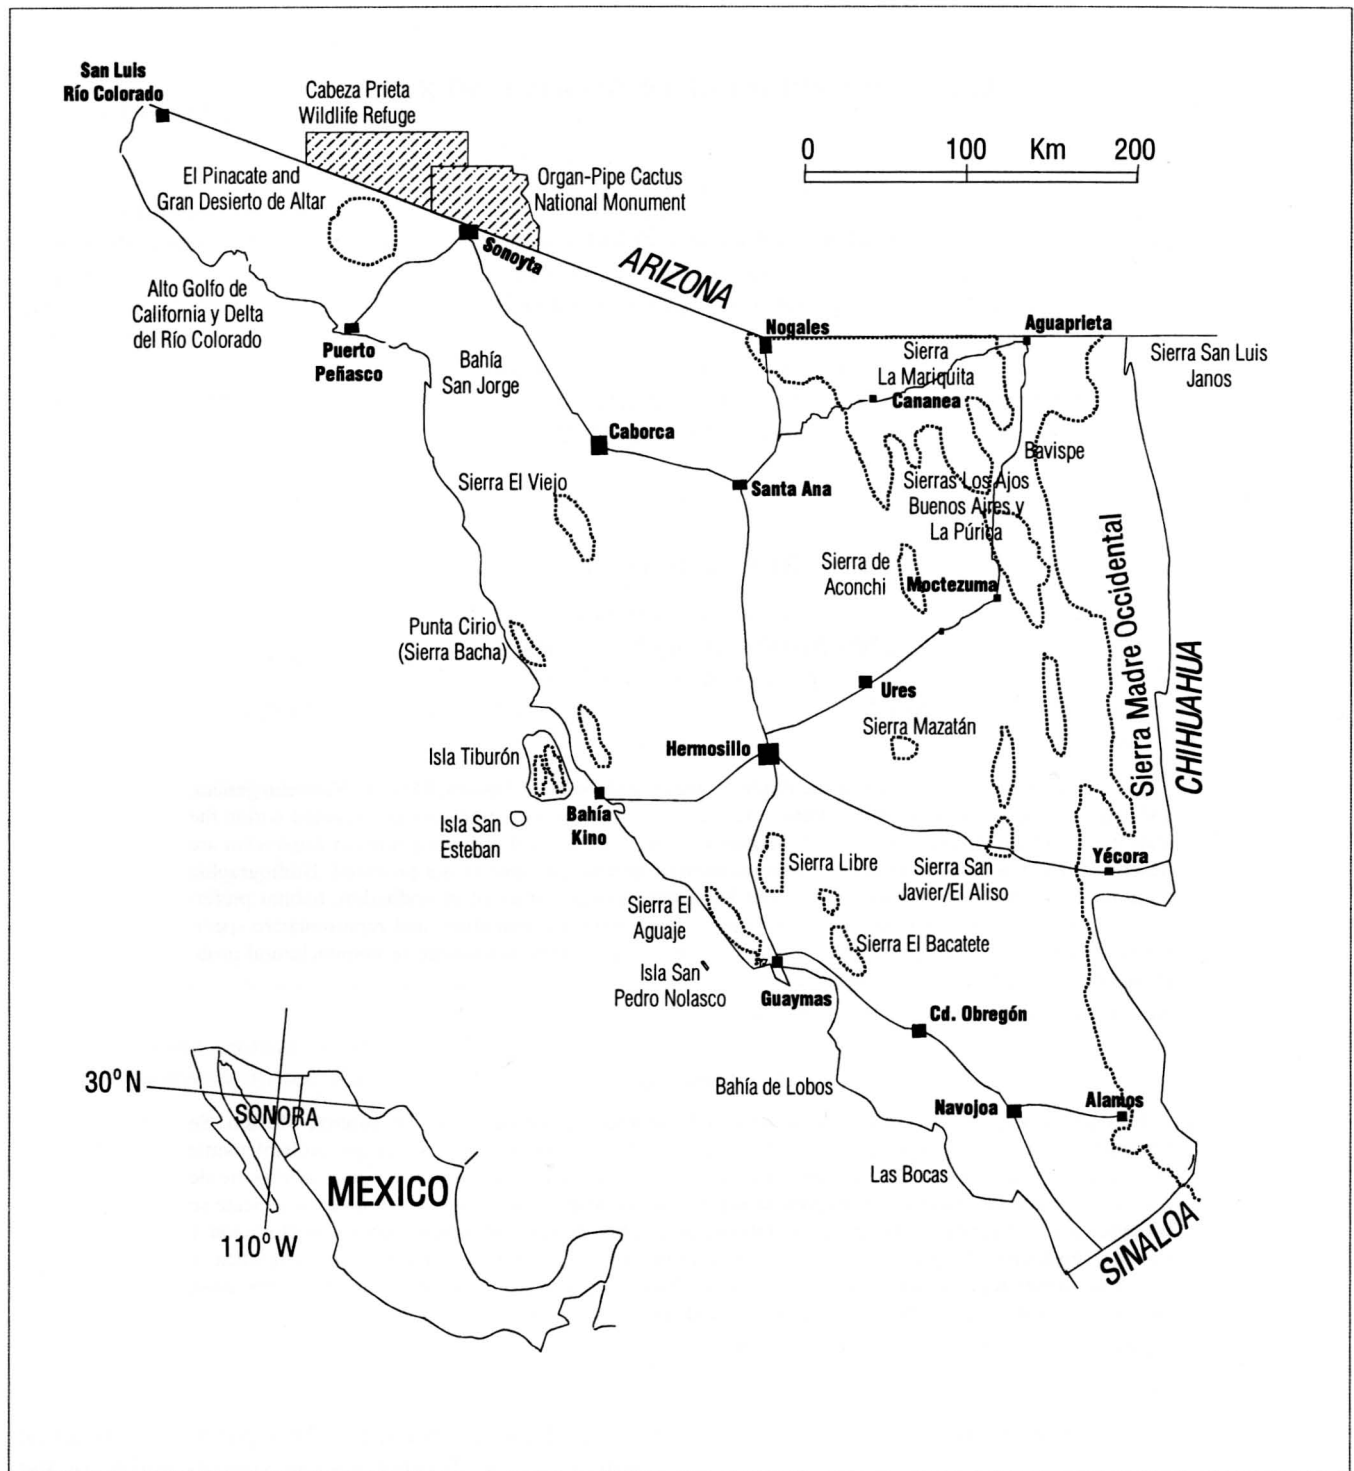 San Luis
Río Colorado
Cabeza Prieta
Wildlife Refuge
0 100 Km 200
El Pinacate and
Gran Desierto de Altar
Organ-Pipe Cactus
National Monument
Sonoyta
ARIZONA
Alto Golfo de
California y Delta
del Río Colorado
Puerto
Peñasco
Bahía
San Jorge
Nogales
Aguaprieta
Sierra
La Mariquita
Cananea
Sierra San Luis
Janos
Caborca
Bavispe
Sierra El Viejo
Santa Ana
Sierras Los Ajos
Buenos Aires y
La Púrica
Sierra de
Aconchi
Moctezuma
Sierra Madre Occidental
CHIHUAHUA
Punta Cirio
(Sierra Bacha)
Ures
Sierra Mazatán
Hermosillo
Isla Tiburón
Bahía
Kino
Isla San
Esteban
Sierra Libre
Sierra San
Javier/El Aliso
Yécora
Sierra El
Aguaje
Sierra El Bacatete
Isla San
Pedro Nolasco
Guaymas
Cd. Obregón
Bahía de Lobos
Navojoa
Alamos
Las Bocas
SINALOA
30° N
SONORA
MEXICO
110° W